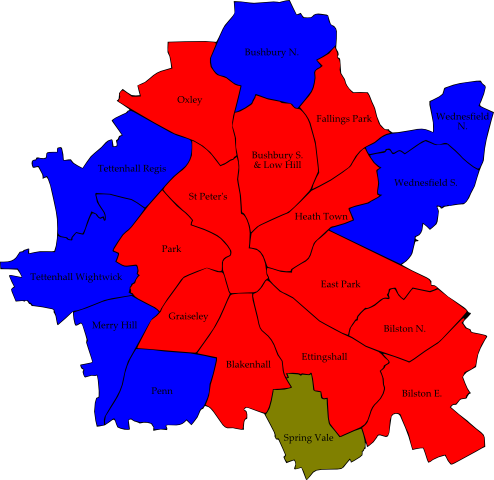 Bushbury N.
Oxley
Fallings Park
Wednesfield
N.
Bushbury S.
& Low Hill
Tettenhall Regis
Wednesfield S.
St Peter's
Heath Town
Park
Tettenhall Wightwick
East Park
Graiseley
Merry Hill
Bilston N.
Ettingshall
Blakenhall
Penn
Bilston E.
Spring Vale